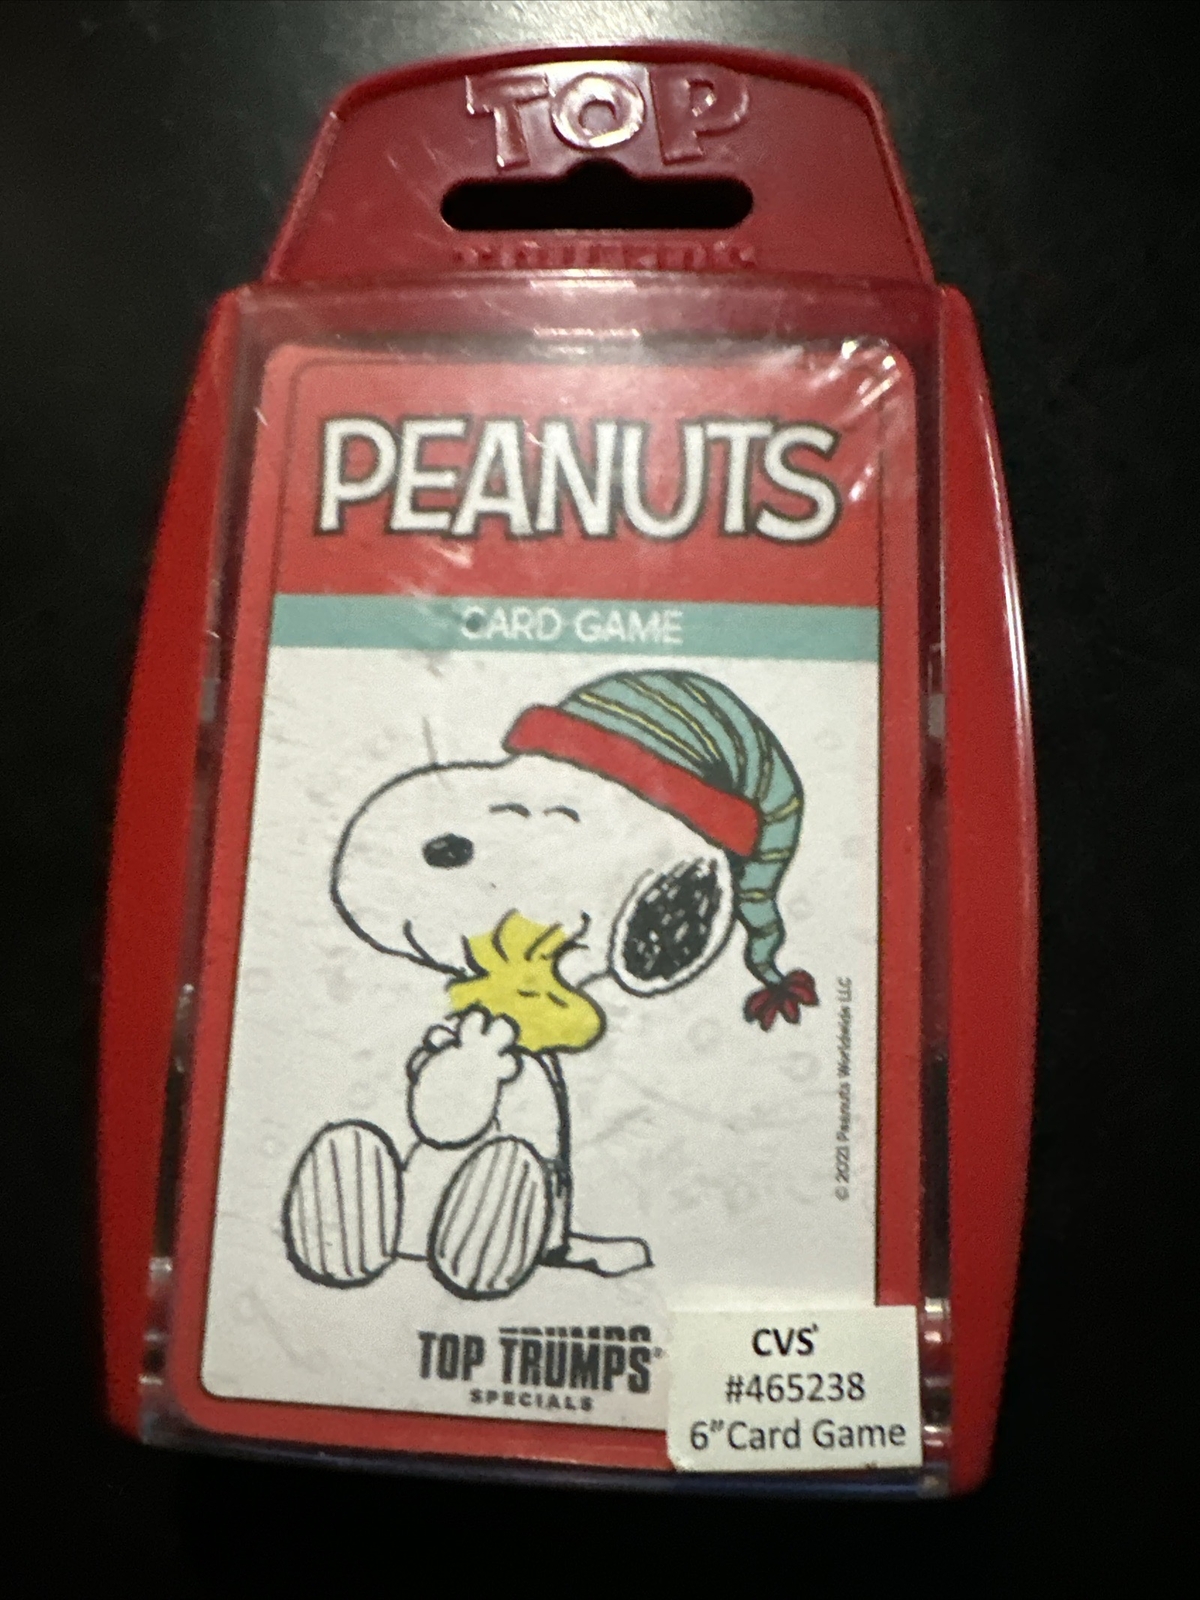 TOP
PEANUTS
CARD GAME
© 2021 Peanuts Worldwide LLC
TOP TRUMPS
SPECIALS
CVS
#465238
6" Card Game